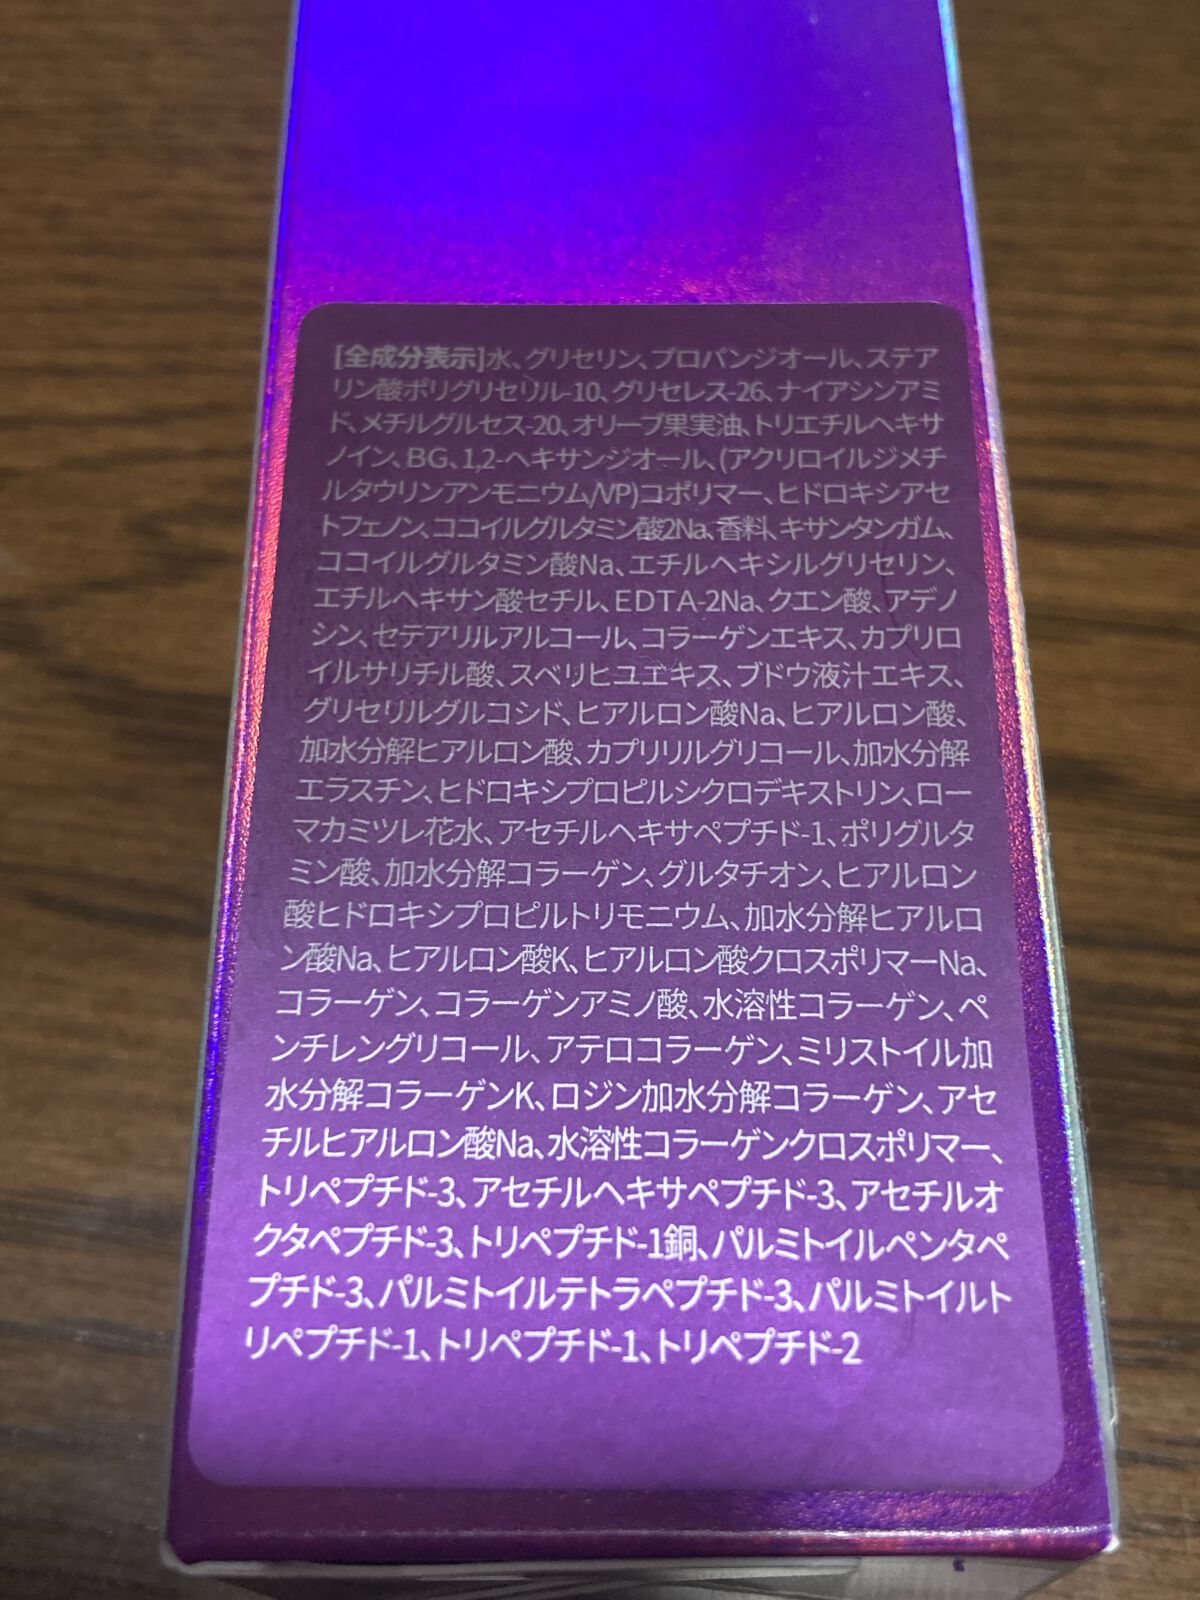 [全成分表示]水、グリセリン、プロパンジオール、ステア
リン酸ポリグリセリル-10、グリセレス-26、ナイアシンアミ
ド、メチルグルセス-20、オリーブ果実油、トリエチルヘキサ
ノイン、BG、1,2-ヘキサンジオール、(アクリロイルジメチ
ルタウリンアンモニウム/VP)コポリマー、ヒドロキシアセ
トフェノン、ココイルグルタミン酸2Na、香料、キサンタンガム、
ココイルグルタミン酸Na、エチルヘキシルグリセリン、
エチルヘキサン酸セチル、EDTA-2Na、クエン酸、アデノ
シン、セテアリルアルコール、コラーゲンエキス、カプリロ
イルサリチル酸、スベリヒユエキス、ブドウ液汁エキス、
グリセリルグルコシド、ヒアルロン酸Na、ヒアルロン酸、
加水分解ヒアルロン酸、カプリリルグリコール、加水分解
エラスチン、ヒドロキシプロピルシクロデキストリン、ロー
マカミツレ花水、アセチルヘキサペプチド-1、ポリグルタ
ミン酸、加水分解コラーゲン、グルタチオン、ヒアルロン
酸ヒドロキシプロピルトリモニウム、加水分解ヒアルロ
ン酸Na、ヒアルロン酸K、ヒアルロン酸クロスポリマーNa、
コラーゲン、コラーゲンアミノ酸、水溶性コラーゲン、ペ
ンチレングリコール、アテロコラーゲン、ミリストイル加
水分解コラーゲンK、ロジン加水分解コラーゲン、アセ
チルヒアルロン酸Na、水溶性コラーゲンクロスポリマー、
トリペプチド-3、アセチルヘキサペプチド-3、アセチルオ
クタペプチド-3、トリペプチド-1銅、パルミトイルペンタペ
プチド-3、パルミトイルテトラペプチド-3、パルミトイルト
リペプチド-1、トリペプチド-1、トリペプチド-2